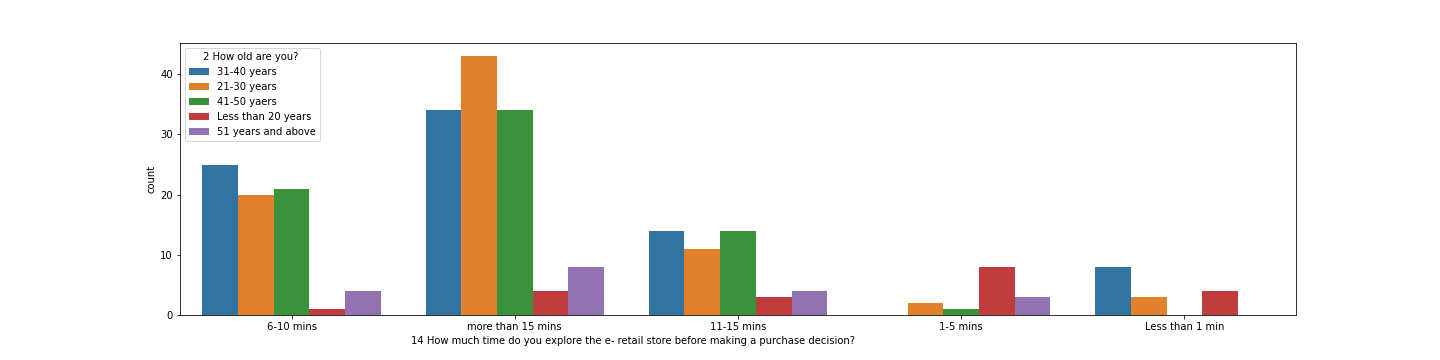 2 How old are you?
31-40 years
21-30 years
41-50 yaers
Less than 20 years
51 years and above
count
40
30
20
10
0
6-10 mins
more than 15 mins
11-15 mins
1-5 mins
Less than 1 min
14 How much time do you explore the e- retail store before making a purchase decision?